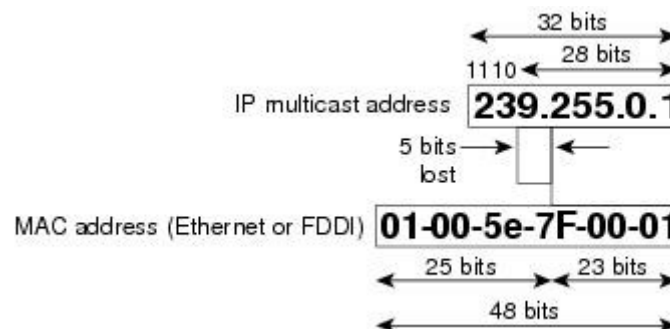 32 bits
28 bits
1110
IP multicast address
239.255.0.1
5 bits
lost
MAC address (Ethernet or FDDI)
01-00-5e-7F-00-01
25 bits
23 bits
48 bits